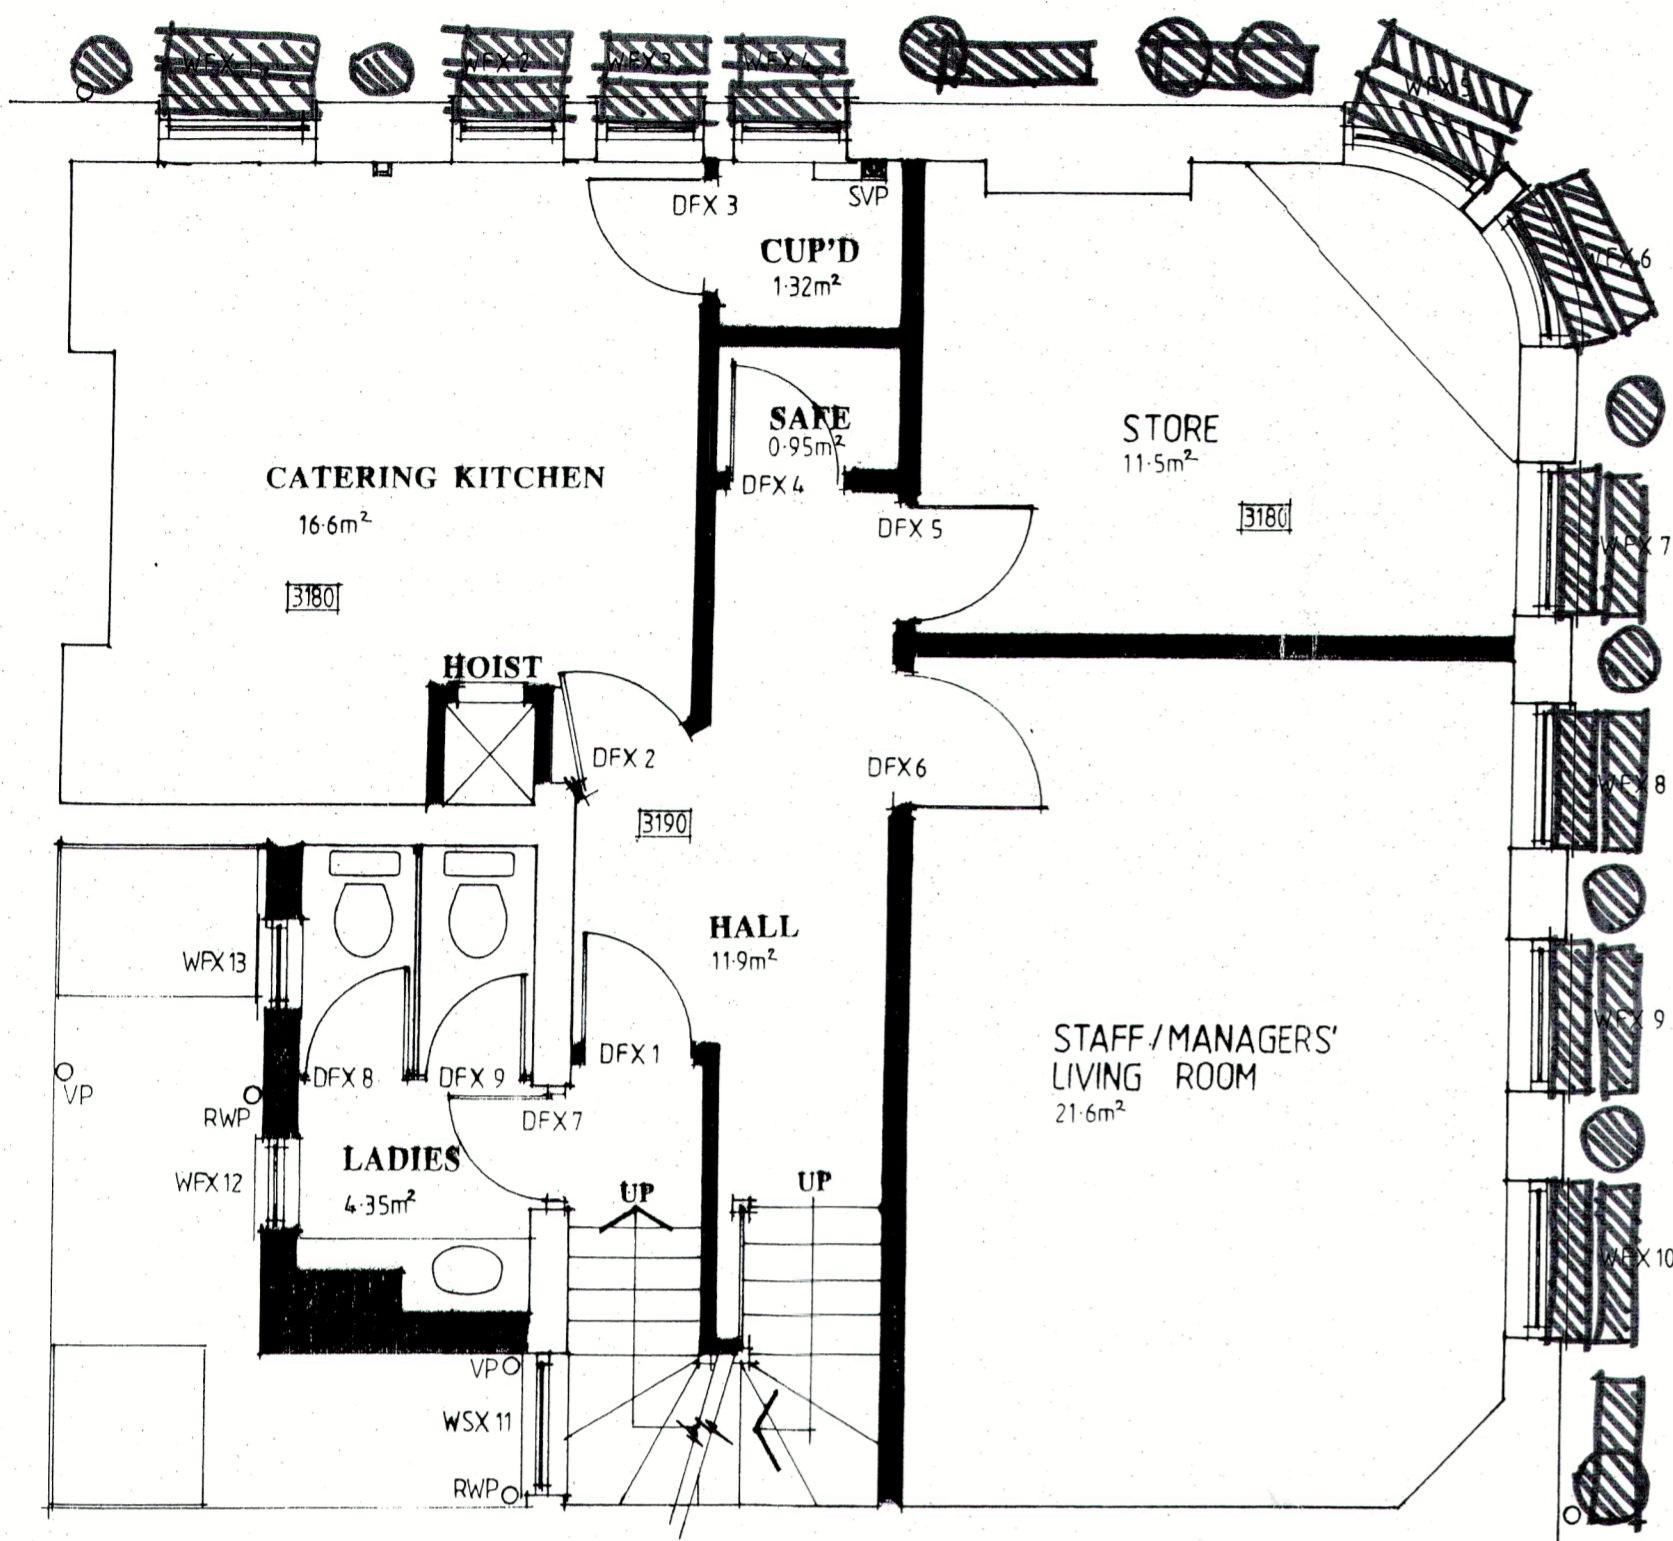 WFX 1
WFX 2
WFX 3
WFX 4
WFX 5
WFX 6
DFX 3
SVP
CUP'D
1·32m²
SAFE
0·95m²
DFX 4
STORE
11·5m²
3180
CATERING KITCHEN
16·6m²
3180
DFX 5
WFX 7
HOIST
DFX 2
DFX 6
WFX 8
3190
HALL
11·9m²
WFX 13
WFX 9
STAFF/MANAGERS'
LIVING ROOM
21·6m²
DFX 1
DFX 8
DFX 9
VP
RWP
DFX 7
LADIES
4·35m²
WFX 12
UP
UP
WFX 10
VP
WSX 11
RWP